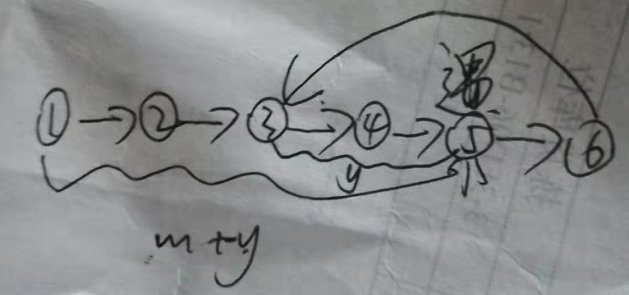 遇
① → ② → ③ → ④ → ⑤ → ⑥
y
m+y